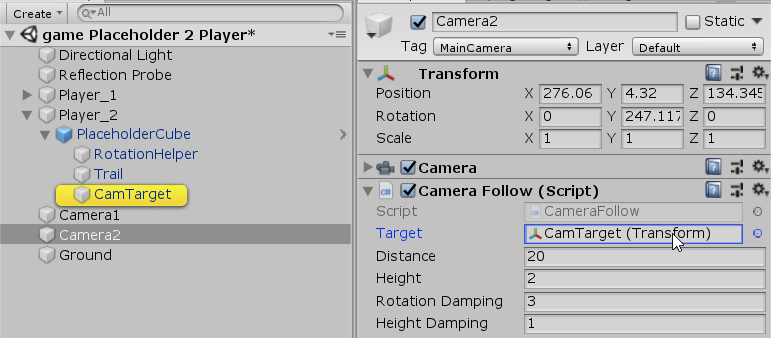 Create
All
game Placeholder 2 Player*
Directional Light
Reflection Probe
Player_1
Player_2
PlaceholderCube
RotationHelper
Trail
CamTarget
Camera1
Camera2
Ground
Camera2 Static
Tag MainCamera Layer Default
Transform
Position X 276.06 Y 4.32 Z 134.345
Rotation X 0 Y 247.117 Z 0
Scale X 1 Y 1 Z 1
Camera
Camera Follow (Script)
Script CameraFollow
Target CamTarget (Transform)
Distance 20
Height 2
Rotation Damping 3
Height Damping 1